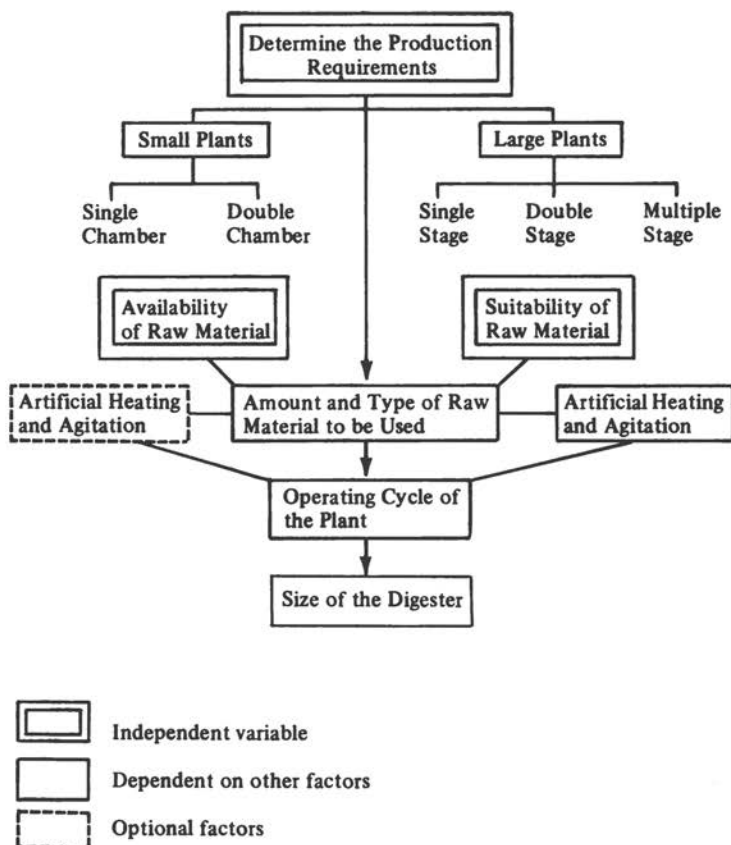 Determine the Production
Requirements
Small Plants
Large Plants
Single
Chamber
Double
Chamber
Single
Stage
Double
Stage
Multiple
Stage
Availability
of Raw Material
Suitability of
Raw Material
Artificial Heating
and Agitation
Amount and Type of Raw
Material to be Used
Artificial Heating
and Agitation
Operating Cycle of
the Plant
Size of the Digester
Independent variable
Dependent on other factors
Optional factors